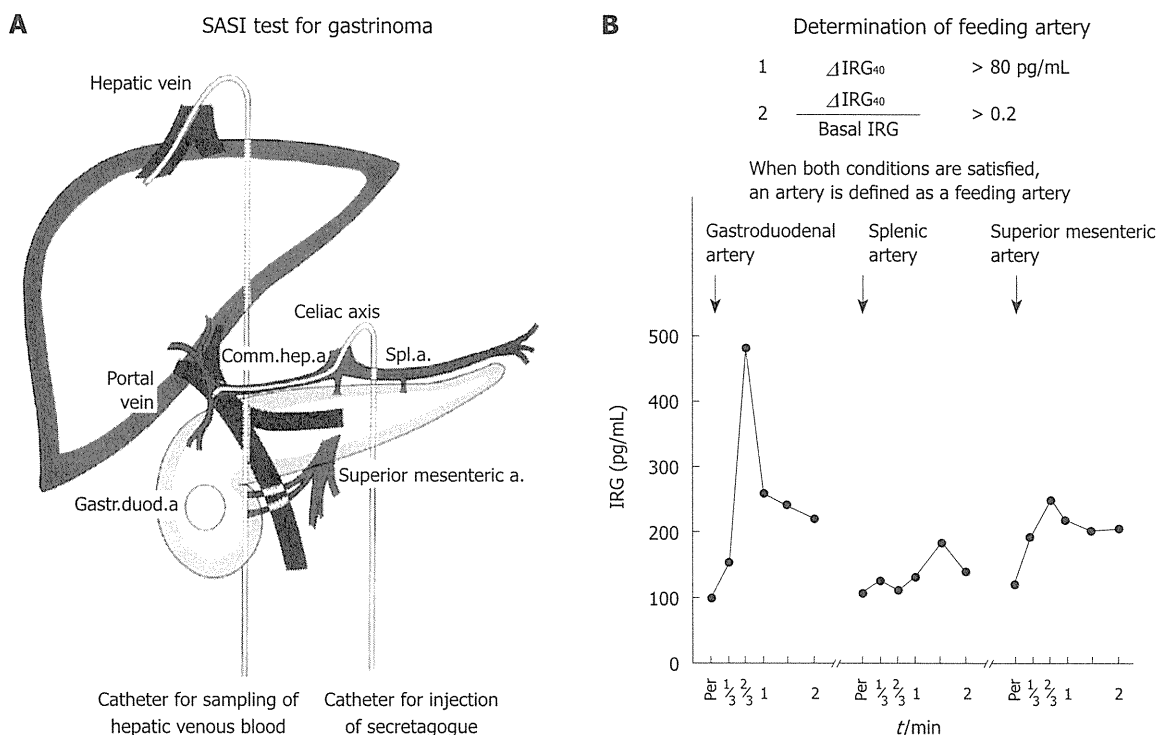 A
SASI test for gastrinoma
Hepatic vein
Celiac axis
Comm.hep.a
Spl.a.
Portal
vein
Superior mesenteric a.
Gastr.duod.a
Catheter for sampling of
hepatic venous blood
Catheter for injection
of secretagogue
B
Determination of feeding artery
1 ⊿IRG40 > 80 pg/mL
2 ⊿IRG40 / Basal IRG > 0.2
When both conditions are satisfied,
an artery is defined as a feeding artery
Gastroduodenal
artery
Splenic
artery
Superior mesenteric
artery
IRG (pg/mL)
500
400
300
200
100
0
Per 1/3 2/3 1 2
Per 1/3 2/3 1 2
Per 1/3 2/3 1 2
t/min